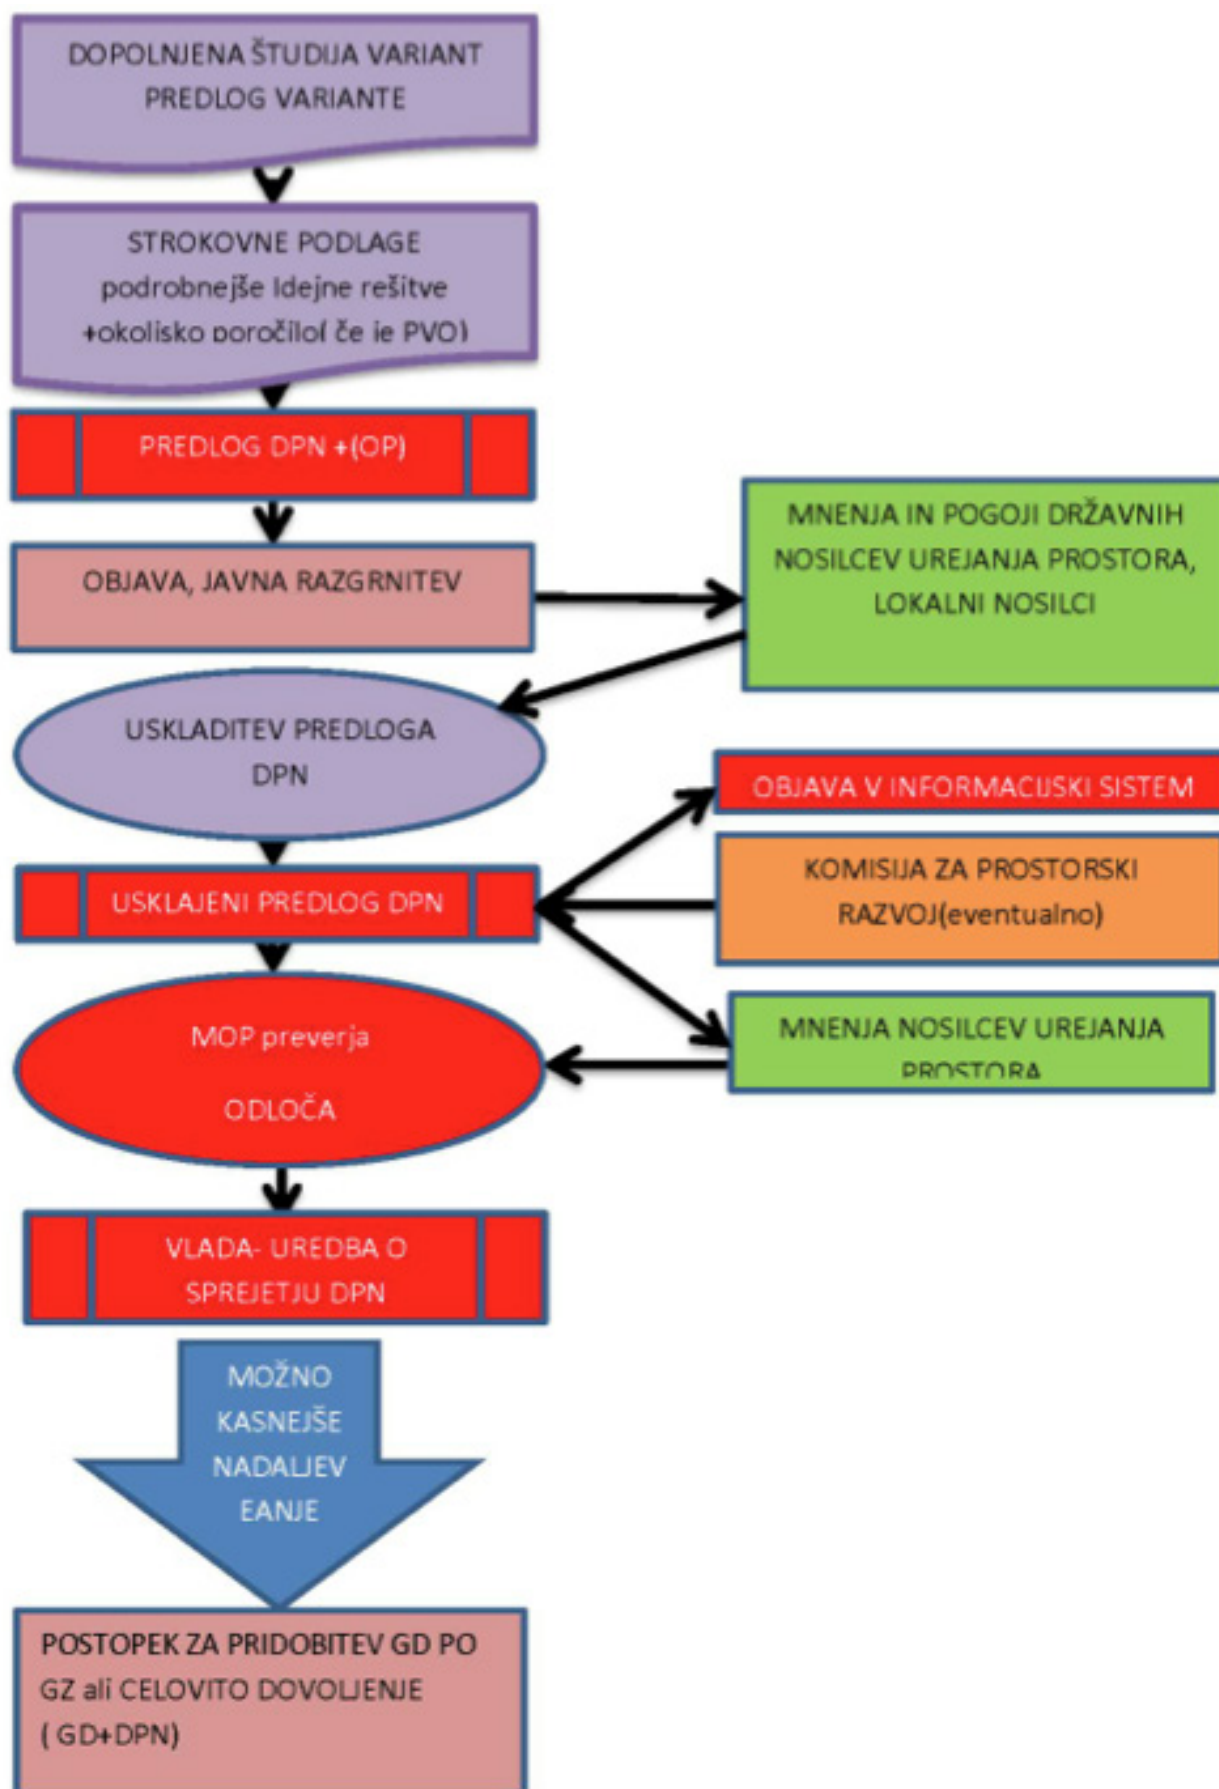 DOPOLNJENA ŠTUDIJA VARIANT
PREDLOG VARIANTE
STROKOVNE PODLAGE
podrobnejše Idejne rešitve
+okoljsko poročilo( če je PVO)
PREDLOG DPN +(OP)
OBJAVA, JAVNA RAZGRNITEV
MNENJA IN POGOJI DRŽAVNIH
NOSILCEV UREJANJA PROSTORA,
LOKALNI NOSILCI
USKLADITEV PREDLOGA
DPN
OBJAVA V INFORMACIJSKI SISTEM
KOMISIJA ZA PROSTORSKI
RAZVOJ(eventualno)
USKLAJENI PREDLOG DPN
MNENJA NOSILCEV UREJANJA
PROSTORA
MOP preverja
ODLOČA
VLADA- UREDBA O
SPREJETJU DPN
MOŽNO
KASNEJŠE
NADALJEV
EANJE
POSTOPEK ZA PRIDOBITEV GD PO
GZ ali CELOVITO DOVOLJENJE
( GD+DPN)